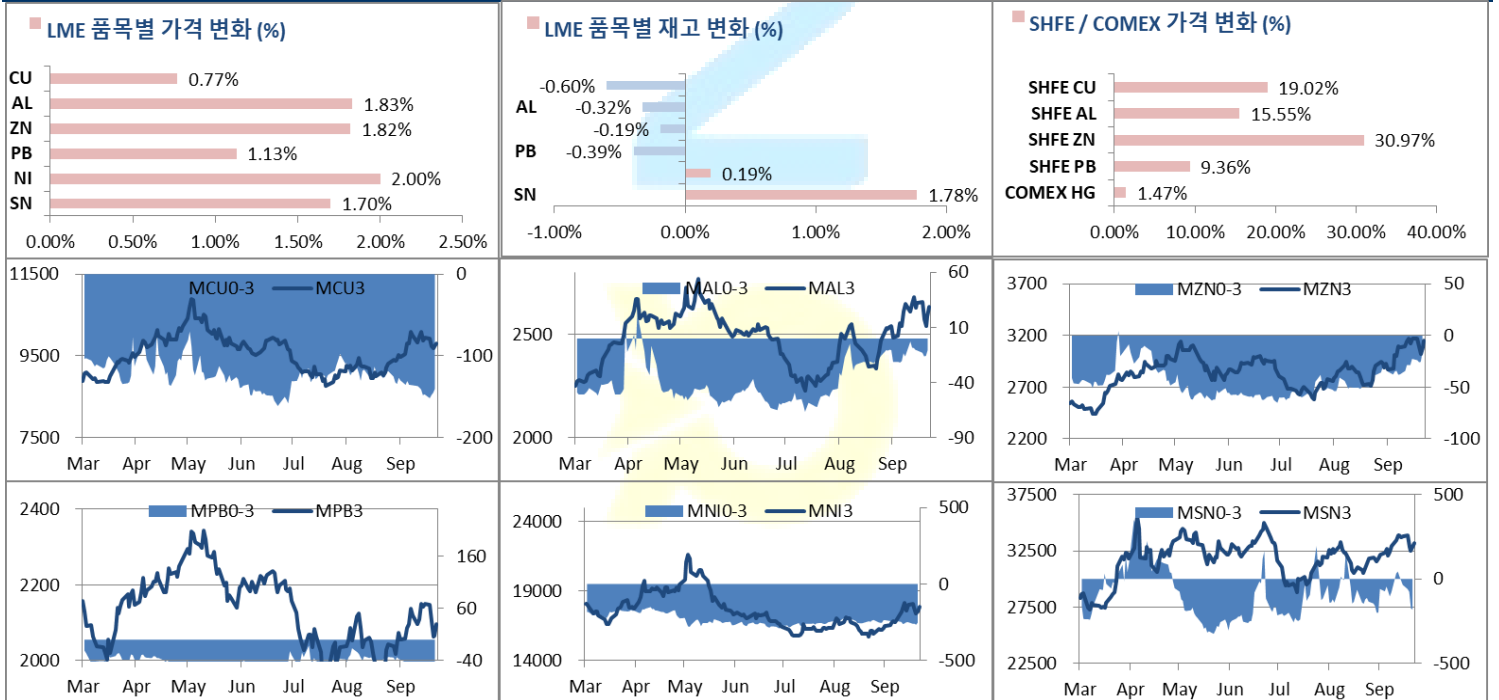 LME 품목별 가격 변화 (%)
CU
0.77%
AL
1.83%
ZN
1.82%
PB
1.13%
NI
2.00%
SN
1.70%
0.00% 0.50% 1.00% 1.50% 2.00% 2.50%
LME 품목별 재고 변화 (%)
-0.60%
AL
-0.32%
-0.19%
PB
-0.39%
0.19%
SN
1.78%
-1.00% 0.00% 1.00% 2.00%
SHFE / COMEX 가격 변화 (%)
SHFE CU
19.02%
SHFE AL
15.55%
SHFE ZN
30.97%
SHFE PB
9.36%
COMEX HG
1.47%
0.00% 10.00% 20.00% 30.00% 40.00%
MCU0-3 MCU3
11500
9500
7500
0
-100
-200
Mar Apr May Jun Jul Aug Sep
MAL0-3 MAL3
2500
2000
60
10
-40
-90
Mar Apr May Jun Jul Aug Sep
MZN0-3 MZN3
3700
3200
2700
2200
50
0
-50
-100
Mar Apr May Jun Jul Aug Sep
MPB0-3 MPB3
2400
2200
2000
160
60
-40
Mar Apr May Jun Jul Aug Sep
MNI0-3 MNI3
24000
19000
14000
500
0
-500
Mar Apr May Jun Jul Aug Sep
MSN0-3 MSN3
37500
32500
27500
22500
500
0
-500
Mar Apr May Jun Jul Aug Sep